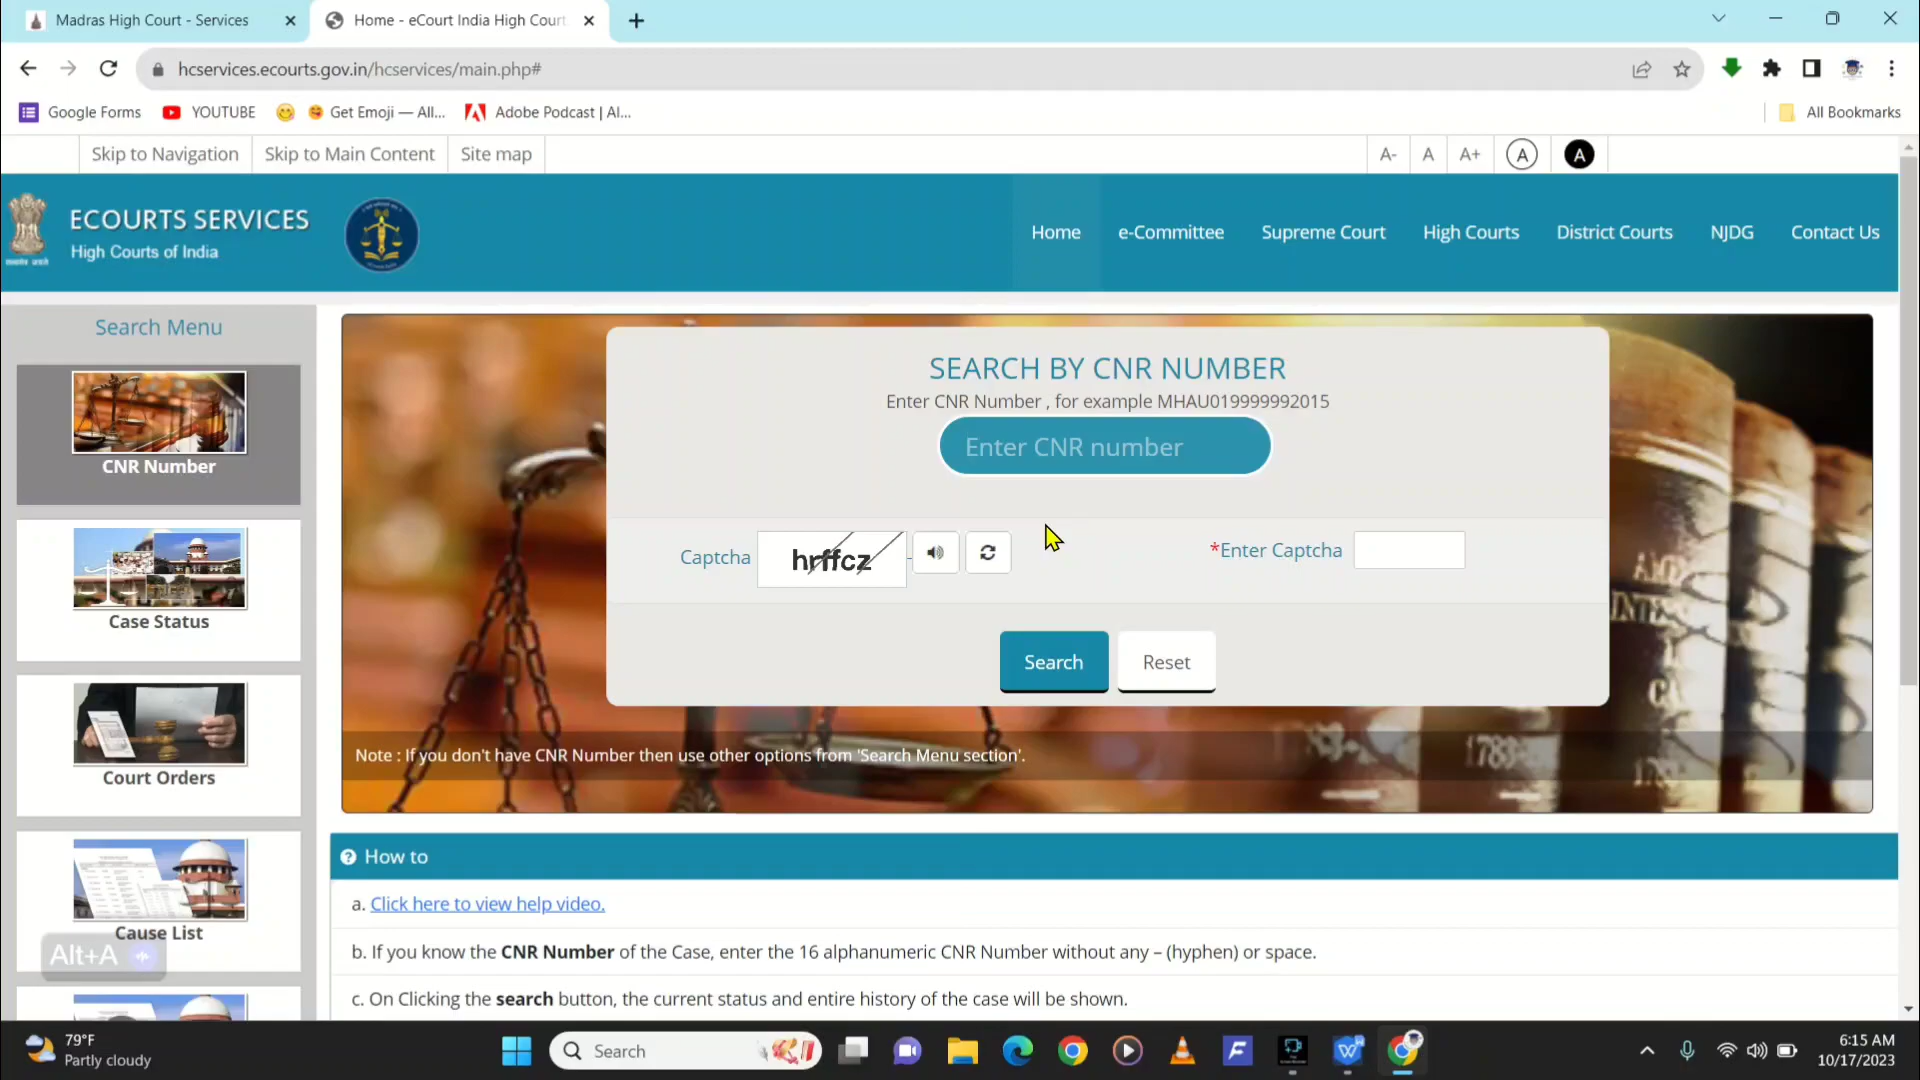 Madras High Court - Services
Home - eCourt India High Court
hcservices.ecourts.gov.in/hcservices/main.php#
Google Forms
YOUTUBE
Get Emoji — All...
Adobe Podcast | AI...
All Bookmarks
Skip to Navigation
Skip to Main Content
Site map
A-
A
A+
A
A
ECOURTS SERVICES
High Courts of India
Home
e-Committee
Supreme Court
High Courts
District Courts
NJDG
Contact Us
Search Menu
CNR Number
Case Status
Court Orders
Cause List
Alt+A
SEARCH BY CNR NUMBER
Enter CNR Number , for example MHAU019999992015
Enter CNR number
Captcha
hrffcz
*Enter Captcha
Search
Reset
Note : If you don't have CNR Number then use other options from 'Search Menu section'.
How to
a. Click here to view help video.
b. If you know the CNR Number of the Case, enter the 16 alphanumeric CNR Number without any – (hyphen) or space.
c. On Clicking the search button, the current status and entire history of the case will be shown.
79°F
Partly cloudy
Search
6:15 AM
10/17/2023